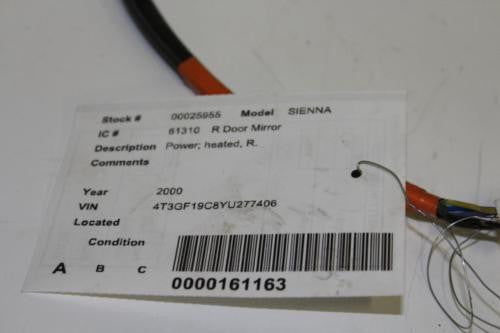 Stock # 00025955 Model SIENNA
IC # 61310 R Door Mirror
Description Power; heated, R.
Comments
Year 2000
VIN 4T3GF19C8YU277406
Located
Condition
A B C
0000161163